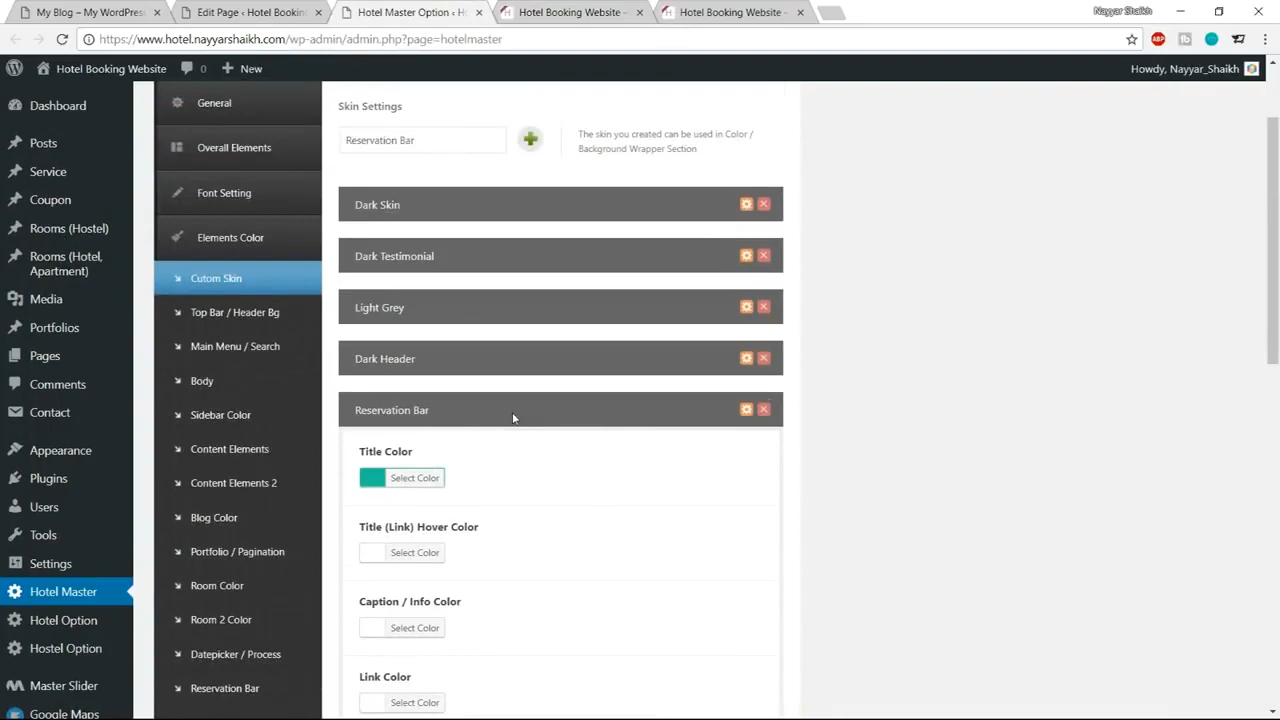 My Blog – My WordPress
Edit Page ‹ Hotel Bookin
Hotel Master Option ‹ Ho
Hotel Booking Website –
Hotel Booking Website –
Nayyar Shaikh
https://www.hotel.nayyarshaikh.com/wp-admin/admin.php?page=hotelmaster
ABP
Hotel Booking Website
0
New
Howdy, Nayyar_Shaikh
Dashboard
Posts
Service
Coupon
Rooms (Hostel)
Rooms (Hotel,
Apartment)
Media
Portfolios
Pages
Comments
Contact
Appearance
Plugins
Users
Tools
Settings
Hotel Master
Hotel Option
Hostel Option
Master Slider
Google Maps
General
Overall Elements
Font Setting
Elements Color
Cutom Skin
Top Bar / Header Bg
Main Menu / Search
Body
Sidebar Color
Content Elements
Content Elements 2
Blog Color
Portfolio / Pagination
Room Color
Room 2 Color
Datepicker / Process
Reservation Bar
Skin Settings
Reservation Bar
The skin you created can be used in Color /
Background Wrapper Section
Dark Skin
Dark Testimonial
Light Grey
Dark Header
Reservation Bar
Title Color
Select Color
Title (Link) Hover Color
Select Color
Caption / Info Color
Select Color
Link Color
Select Color